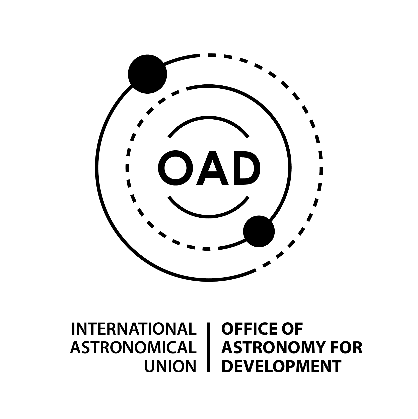 OAD
INTERNATIONAL
ASTRONOMICAL
UNION
OFFICE OF
ASTRONOMY FOR
DEVELOPMENT